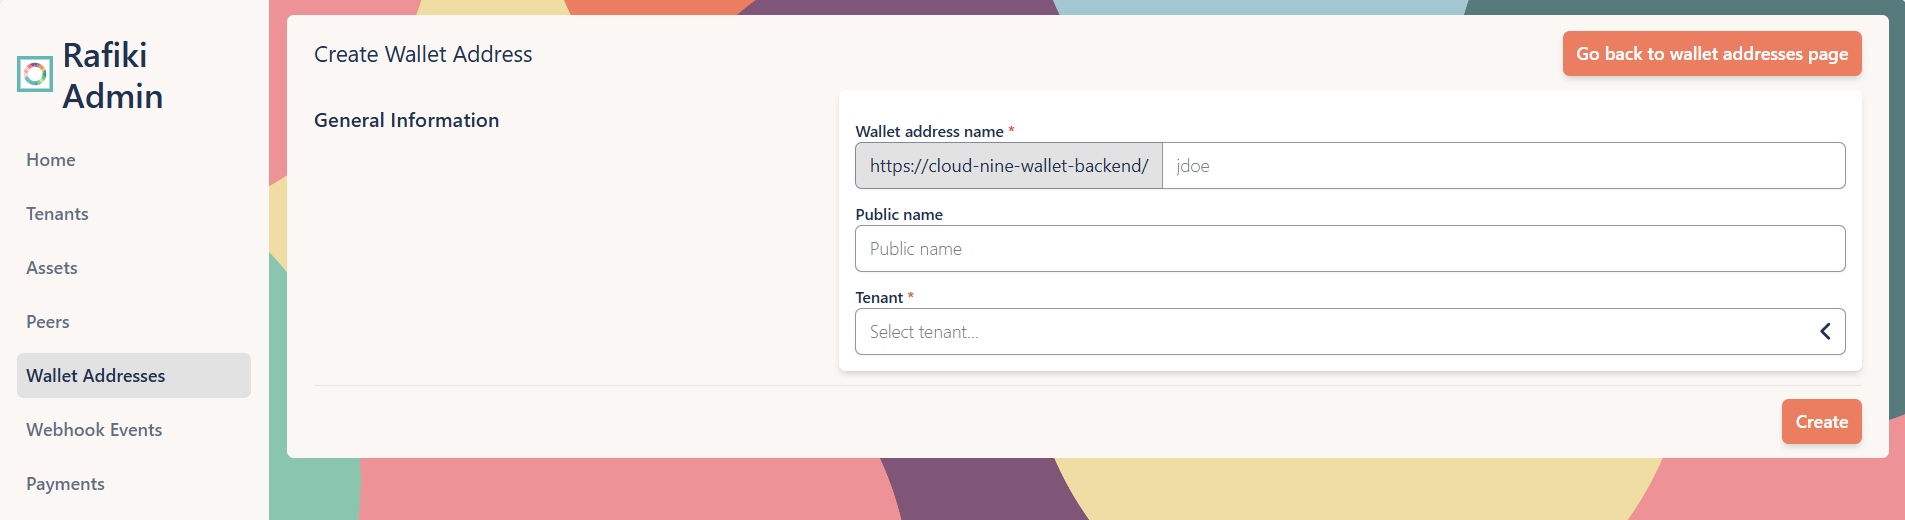 Rafiki
Admin
Home
Tenants
Assets
Peers
Wallet Addresses
Webhook Events
Payments
Create Wallet Address
Go back to wallet addresses page
General Information
Wallet address name *
https://cloud-nine-wallet-backend/ jdoe
Public name
Public name
Tenant *
Select tenant...
Create